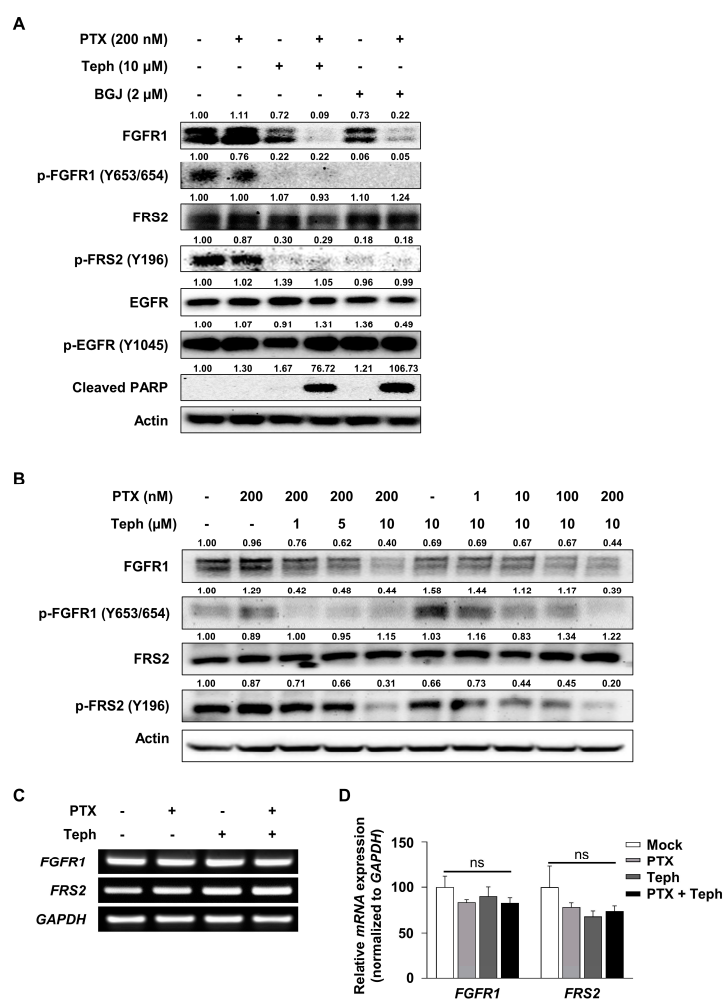 A
PTX (200 nM) - + - + - +
Teph (10 µM) - - + + - -
BGJ (2 µM) - - - - + +
1.00 1.11 0.72 0.09 0.73 0.22
FGFR1
1.00 0.76 0.22 0.22 0.06 0.05
p-FGFR1 (Y653/654)
1.00 1.00 1.07 0.93 1.10 1.24
FRS2
1.00 0.87 0.30 0.29 0.18 0.18
p-FRS2 (Y196)
1.00 1.02 1.39 1.05 0.96 0.99
EGFR
1.00 1.07 0.91 1.31 1.36 0.49
p-EGFR (Y1045)
1.00 1.30 1.67 76.72 1.21 106.73
Cleaved PARP
Actin
B
PTX (nM) - 200 200 200 200 - 1 10 100 200
Teph (µM) - - 1 5 10 10 10 10 10 10
1.00 0.96 0.76 0.62 0.40 0.69 0.69 0.67 0.67 0.44
FGFR1
1.00 1.29 0.42 0.48 0.44 1.58 1.44 1.12 1.17 0.39
p-FGFR1 (Y653/654)
1.00 0.89 1.00 0.95 1.15 1.03 1.16 0.83 1.34 1.22
FRS2
1.00 0.87 0.71 0.66 0.31 0.66 0.73 0.44 0.45 0.20
p-FRS2 (Y196)
Actin
C
PTX - + - +
Teph - - + +
FGFR1
FRS2
GAPDH
D
Relative mRNA expression
(normalized to GAPDH)
150
100
50
0
ns
ns
Mock
PTX
Teph
PTX + Teph
FGFR1
FRS2